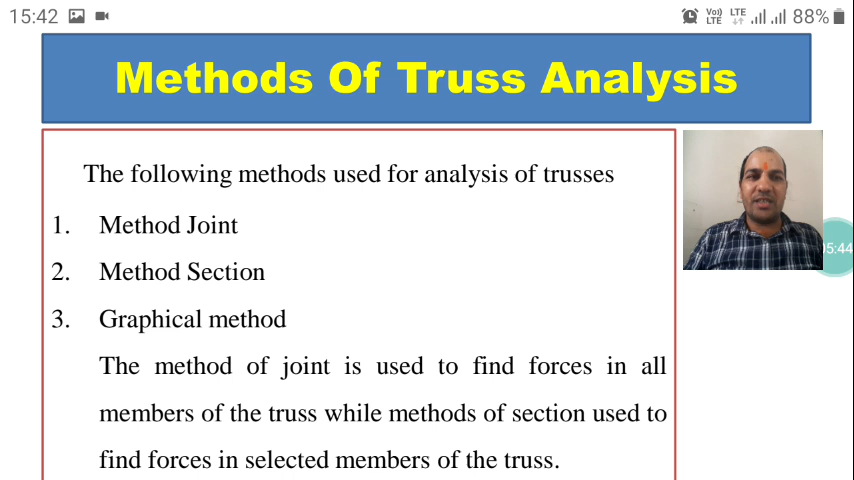 15:42
Vo)) LTE LTE 88%
Methods Of Truss Analysis
The following methods used for analysis of trusses
1. Method Joint
2. Method Section
3. Graphical method
The method of joint is used to find forces in all
members of the truss while methods of section used to
find forces in selected members of the truss.
05:44